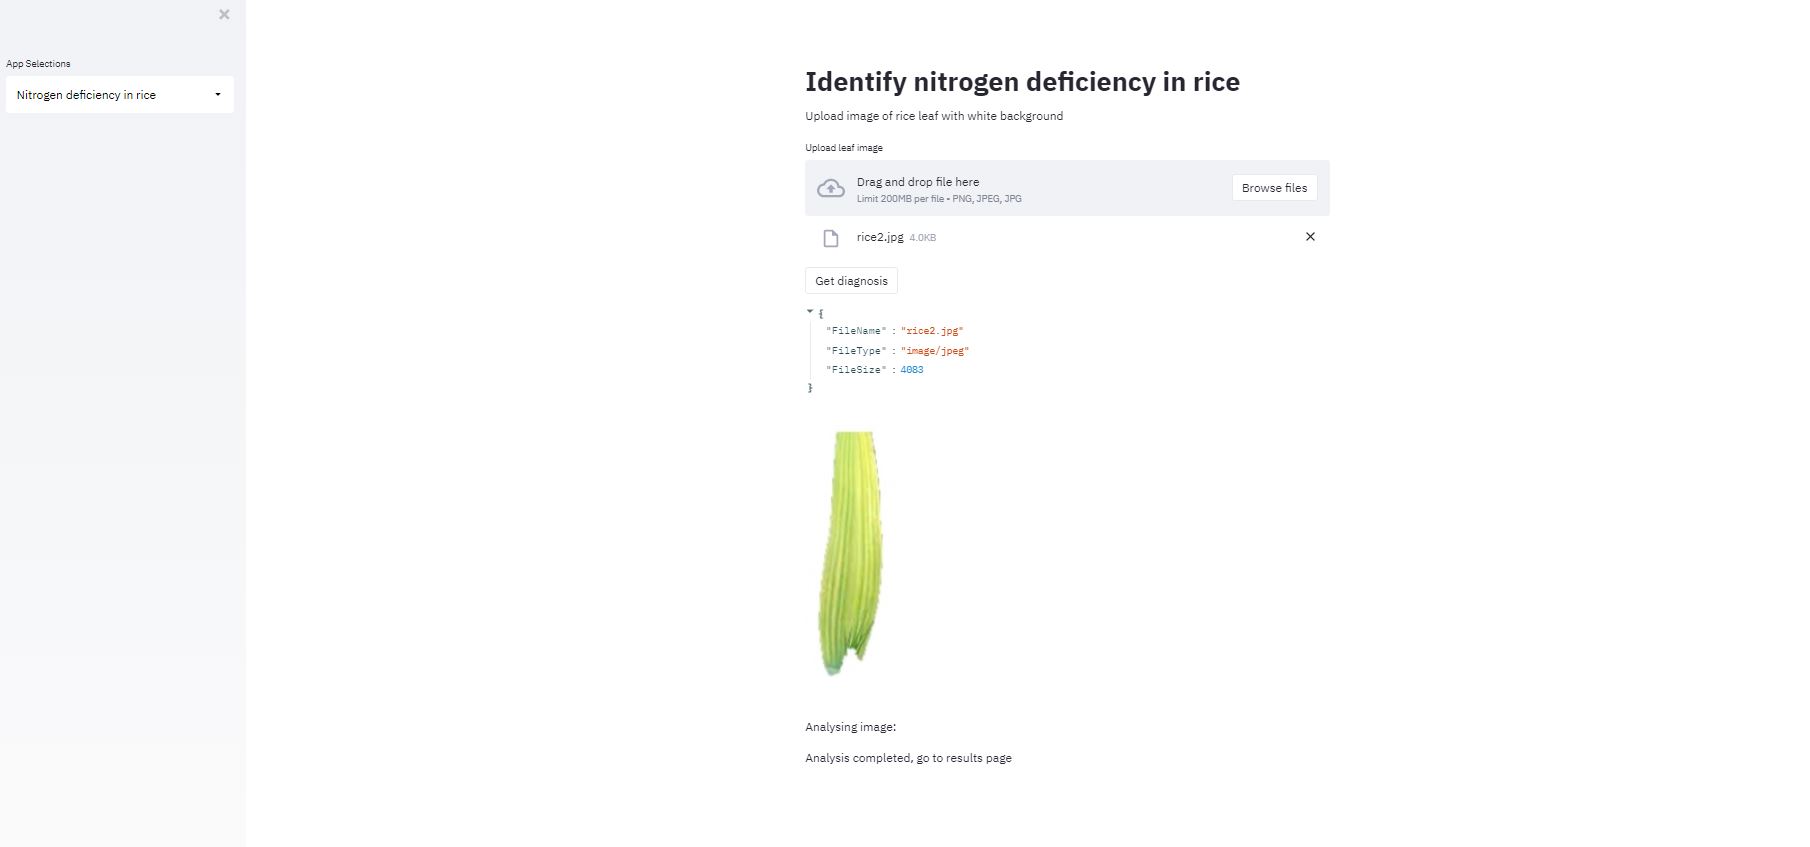 App Selections
Nitrogen deficiency in rice
Identify nitrogen deficiency in rice
Upload image of rice leaf with white background
Upload leaf image
Drag and drop file here
Limit 200MB per file • PNG, JPEG, JPG
Browse files
rice2.jpg 4.0KB
Get diagnosis
{
"FileName" : "rice2.jpg"
"FileType" : "image/jpeg"
"FileSize" : 4083
}
Analysing image:
Analysis completed, go to results page